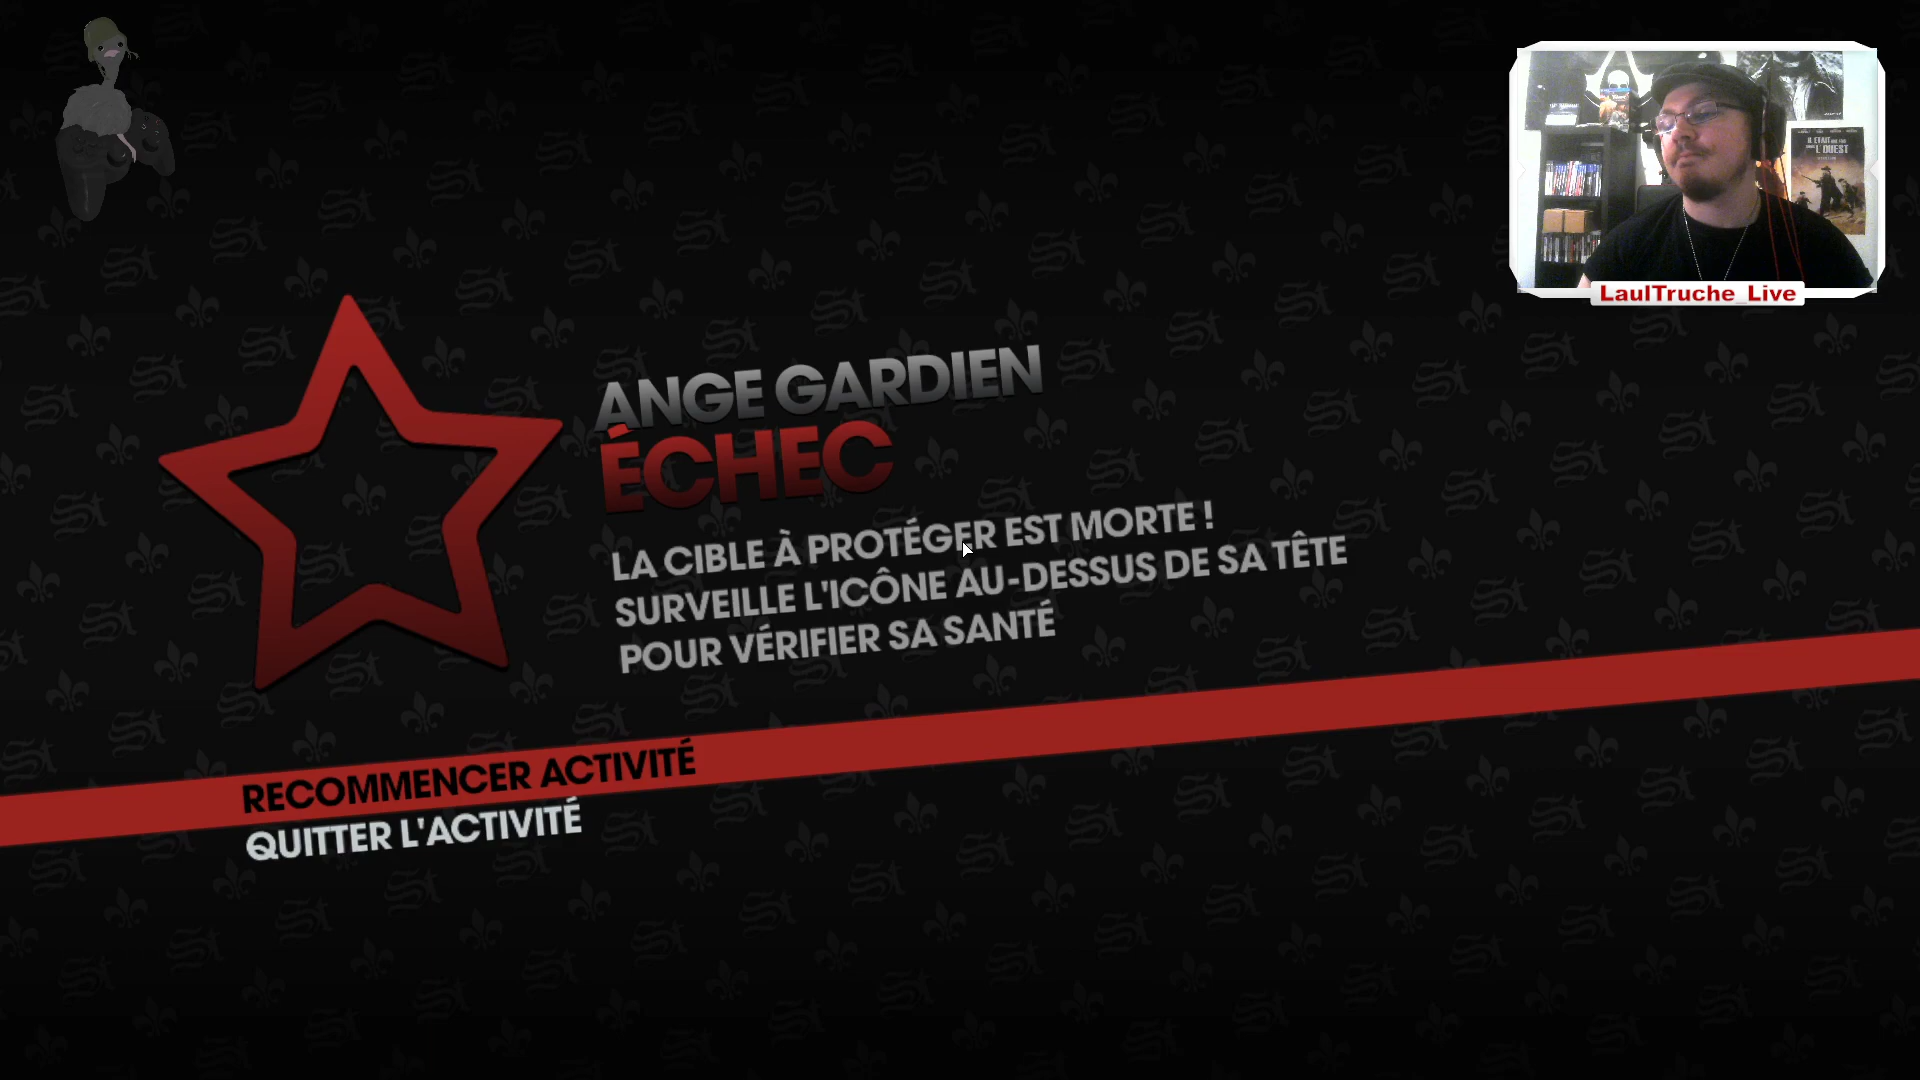 ANGE GARDIEN
ÉCHEC
LA CIBLE À PROTÉGER EST MORTE !
SURVEILLE L'ICÔNE AU-DESSUS DE SA TÊTE
POUR VÉRIFIER SA SANTÉ
RECOMMENCER ACTIVITÉ
QUITTER L'ACTIVITÉ
L'OUEST
LaulTruche_Live